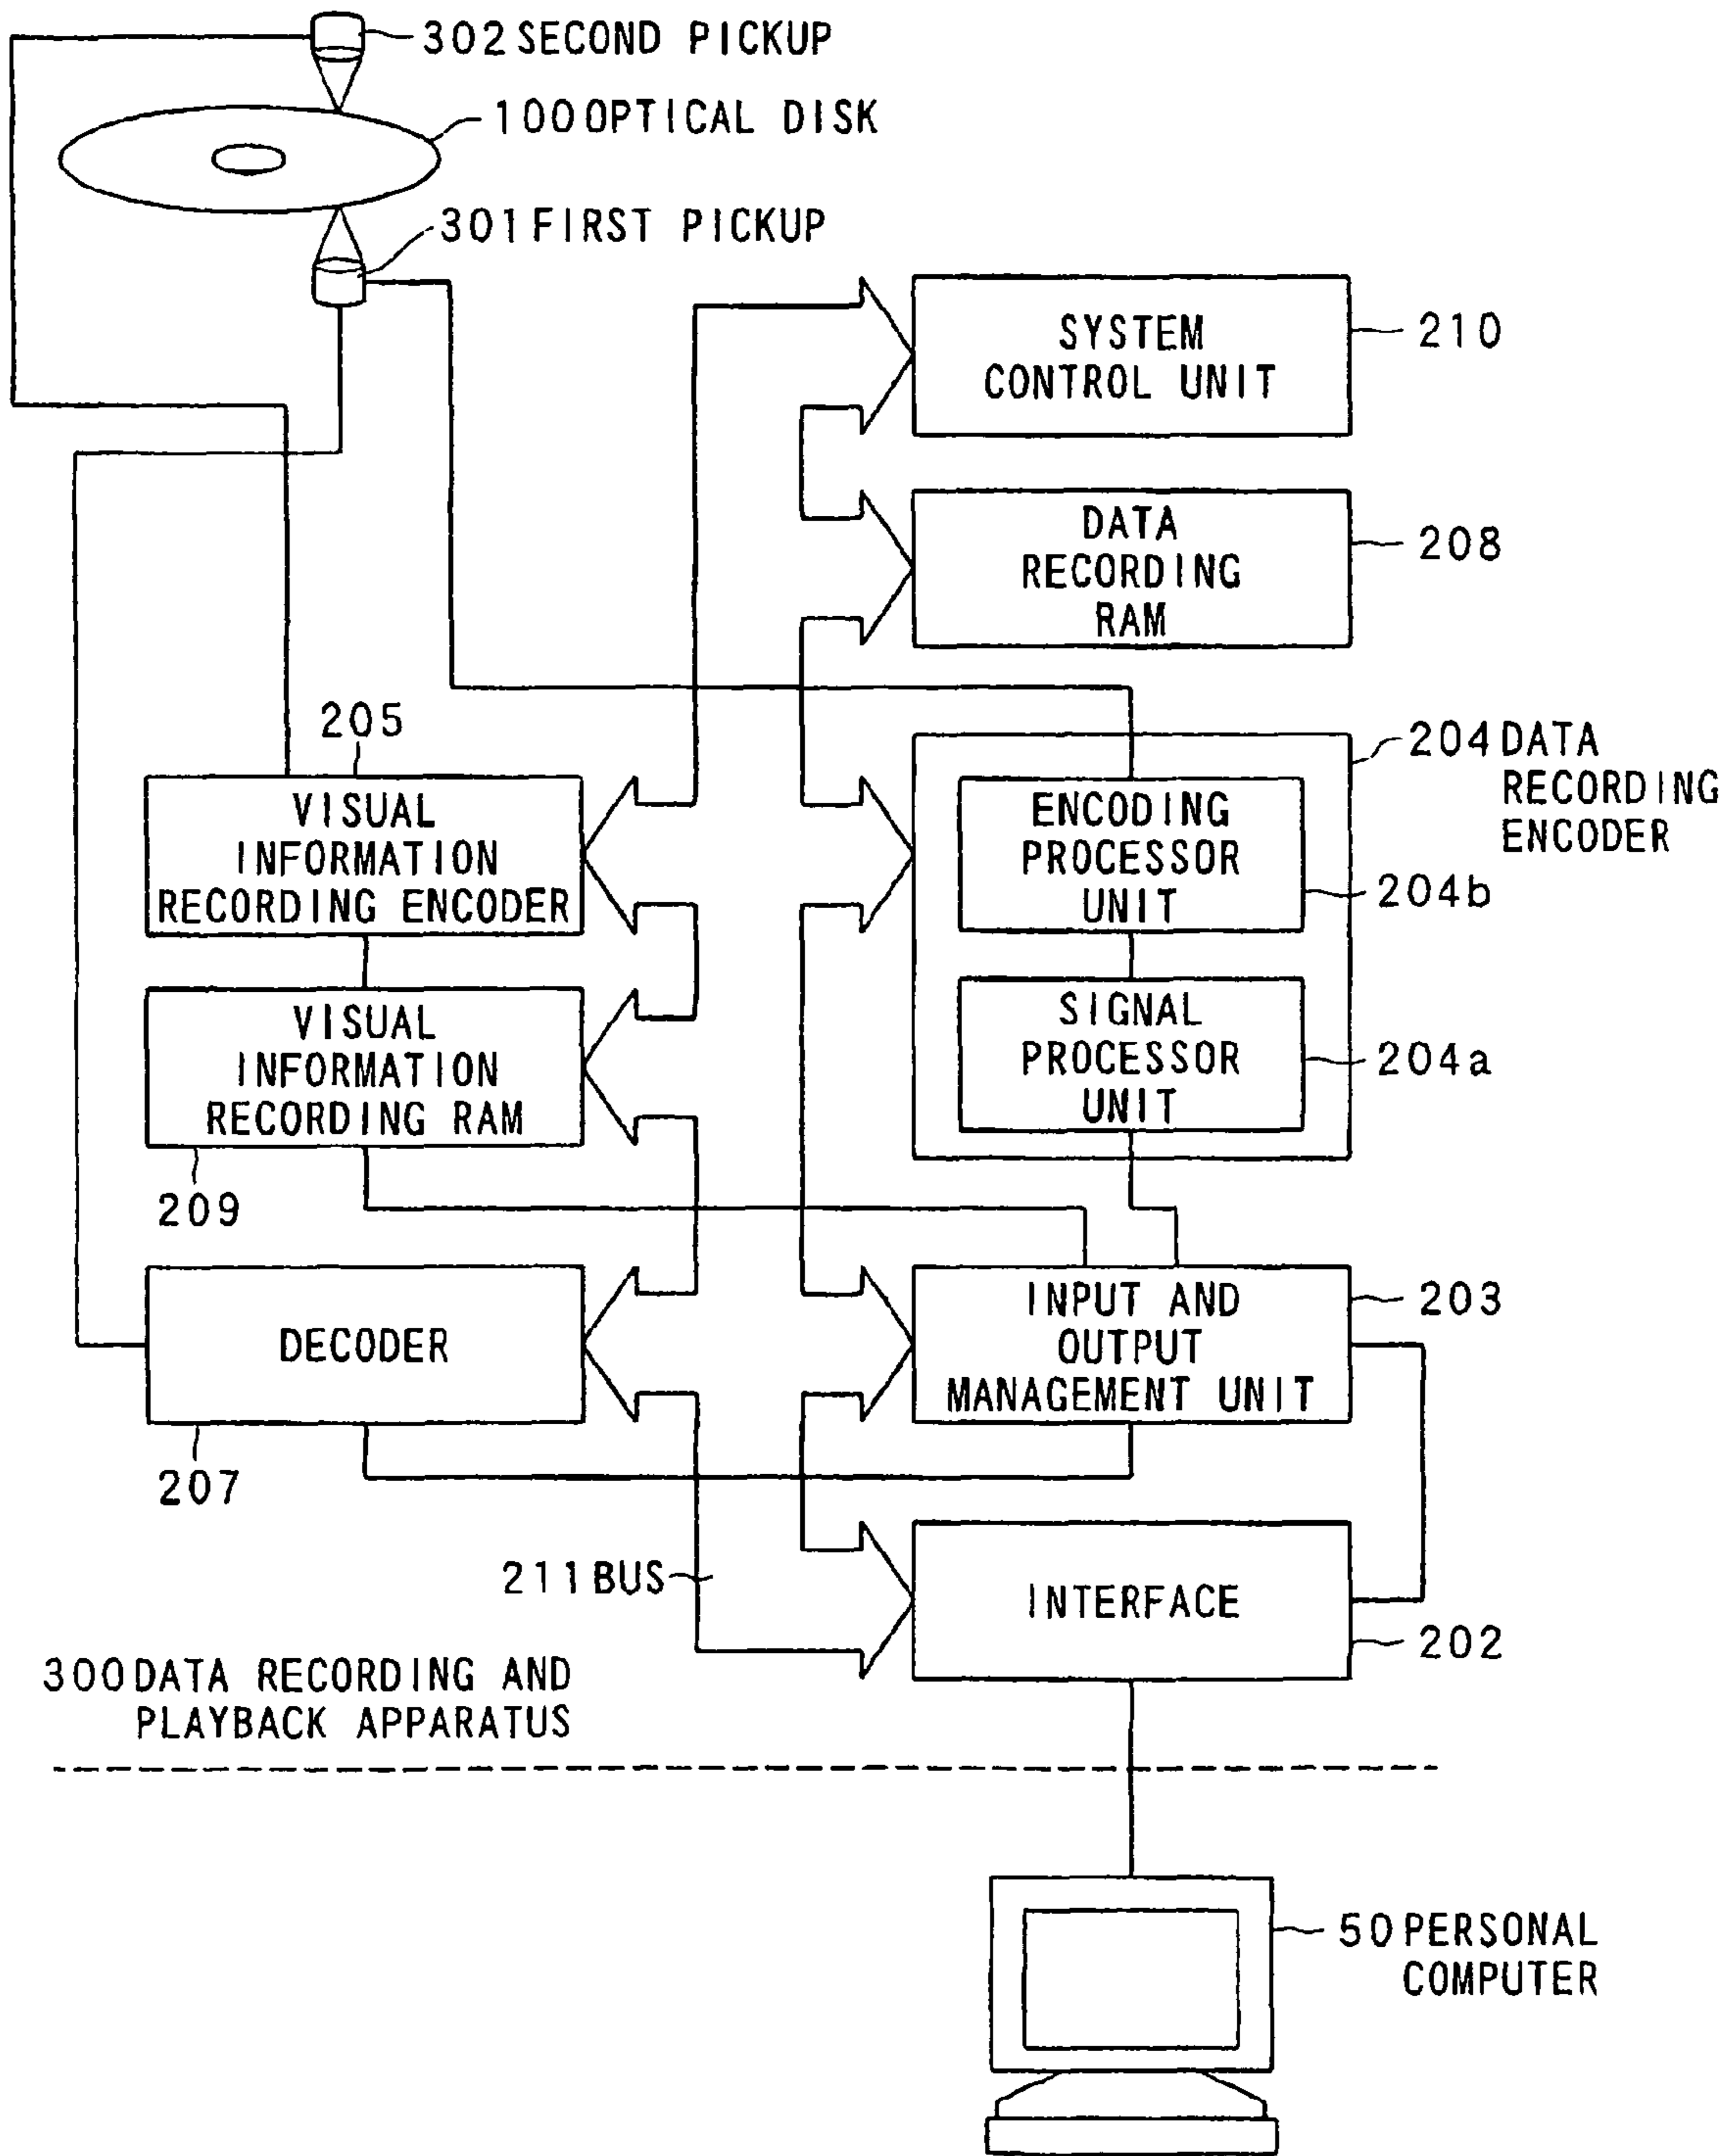 302 SECOND PICKUP
100 OPTICAL DISK
301 FIRST PICKUP
SYSTEM
CONTROL UNIT
210
DATA
RECORDING
RAM
208
205
VISUAL
INFORMATION
RECORDING ENCODER
204 DATA
RECORDING
ENCODER
ENCODING
PROCESSOR
UNIT
204b
VISUAL
INFORMATION
RECORDING RAM
209
SIGNAL
PROCESSOR
UNIT
204a
DECODER
207
INPUT AND
OUTPUT
MANAGEMENT UNIT
203
211 BUS
INTERFACE
202
300 DATA RECORDING AND
PLAYBACK APPARATUS
50 PERSONAL
COMPUTER